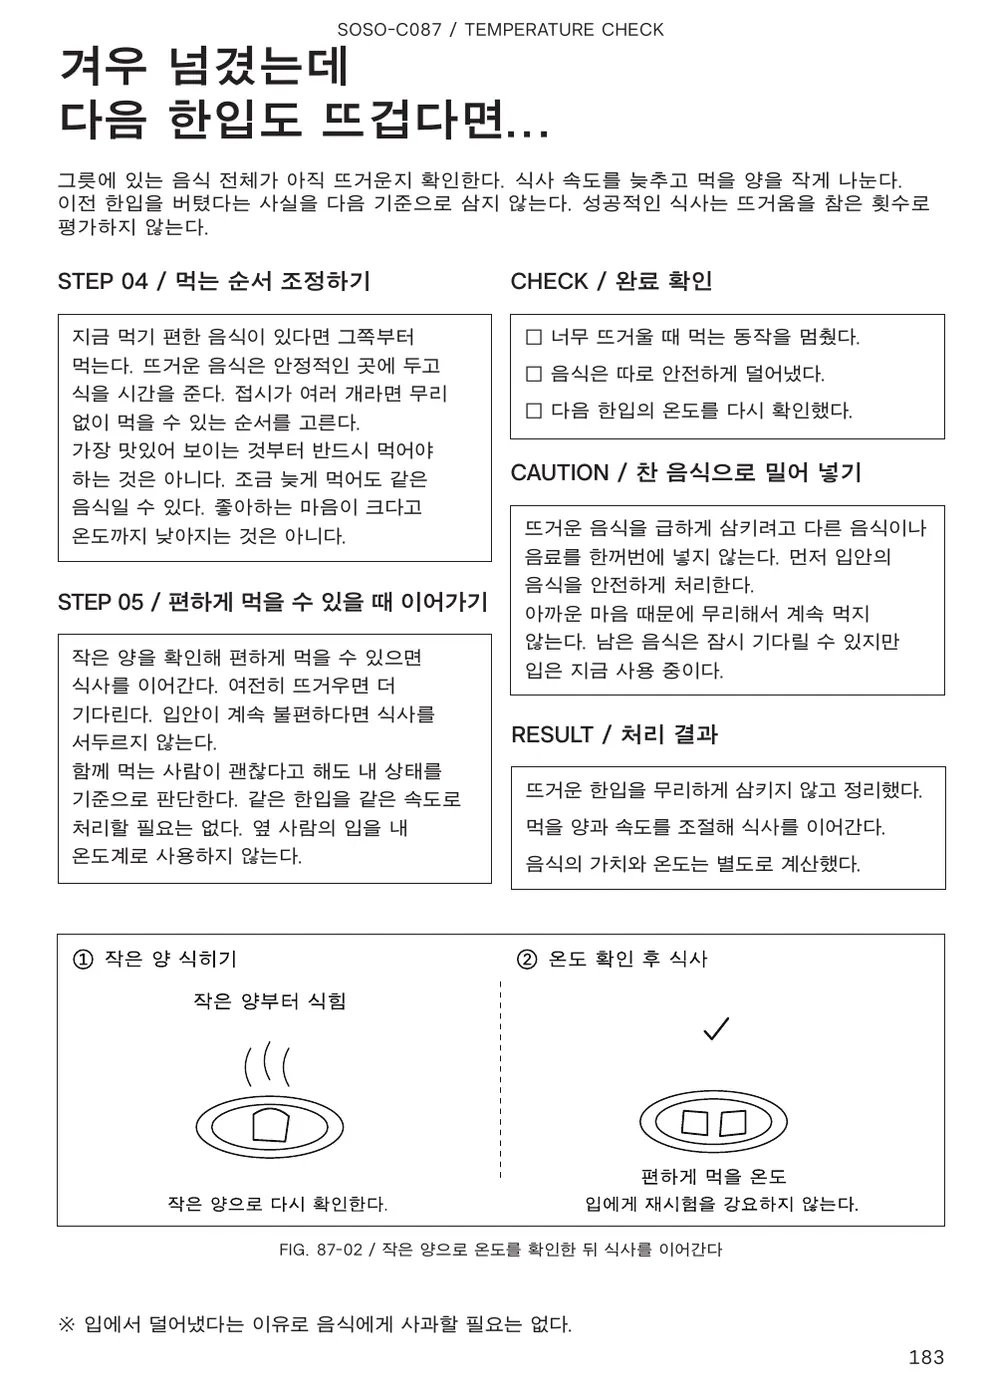 SOSO-C087 / TEMPERATURE CHECK
겨우 넘겼는데
다음 한입도 뜨겁다면...
그릇에 있는 음식 전체가 아직 뜨거운지 확인한다. 식사 속도를 늦추고 먹을 양을 작게 나눈다.
이전 한입을 버텼다는 사실을 다음 기준으로 삼지 않는다. 성공적인 식사는 뜨거움을 참은 횟수로
평가하지 않는다.
STEP 04 / 먹는 순서 조정하기
지금 먹기 편한 음식이 있다면 그쪽부터
먹는다. 뜨거운 음식은 안정적인 곳에 두고
식을 시간을 준다. 접시가 여러 개라면 무리
없이 먹을 수 있는 순서를 고른다.
가장 맛있어 보이는 것부터 반드시 먹어야
하는 것은 아니다. 조금 늦게 먹어도 같은
음식일 수 있다. 좋아하는 마음이 크다고
온도까지 낮아지는 것은 아니다.
STEP 05 / 편하게 먹을 수 있을 때 이어가기
작은 양을 확인해 편하게 먹을 수 있으면
식사를 이어간다. 여전히 뜨거우면 더
기다린다. 입안이 계속 불편하다면 식사를
서두르지 않는다.
함께 먹는 사람이 괜찮다고 해도 내 상태를
기준으로 판단한다. 같은 한입을 같은 속도로
처리할 필요는 없다. 옆 사람의 입을 내
온도계로 사용하지 않는다.
CHECK / 완료 확인
□ 너무 뜨거울 때 먹는 동작을 멈췄다.
□ 음식은 따로 안전하게 덜어냈다.
□ 다음 한입의 온도를 다시 확인했다.
CAUTION / 찬 음식으로 밀어 넣기
뜨거운 음식을 급하게 삼키려고 다른 음식이나
음료를 한꺼번에 넣지 않는다. 먼저 입안의
음식을 안전하게 처리한다.
아까운 마음 때문에 무리해서 계속 먹지
않는다. 남은 음식은 잠시 기다릴 수 있지만
입은 지금 사용 중이다.
RESULT / 처리 결과
뜨거운 한입을 무리하게 삼키지 않고 정리했다.
먹을 양과 속도를 조절해 식사를 이어간다.
음식의 가치와 온도는 별도로 계산했다.
① 작은 양 식히기
작은 양부터 식힘
작은 양으로 다시 확인한다.
② 온도 확인 후 식사
편하게 먹을 온도
입에게 재시험을 강요하지 않는다.
FIG. 87-02 / 작은 양으로 온도를 확인한 뒤 식사를 이어간다
※ 입에서 덜어냈다는 이유로 음식에게 사과할 필요는 없다.
183